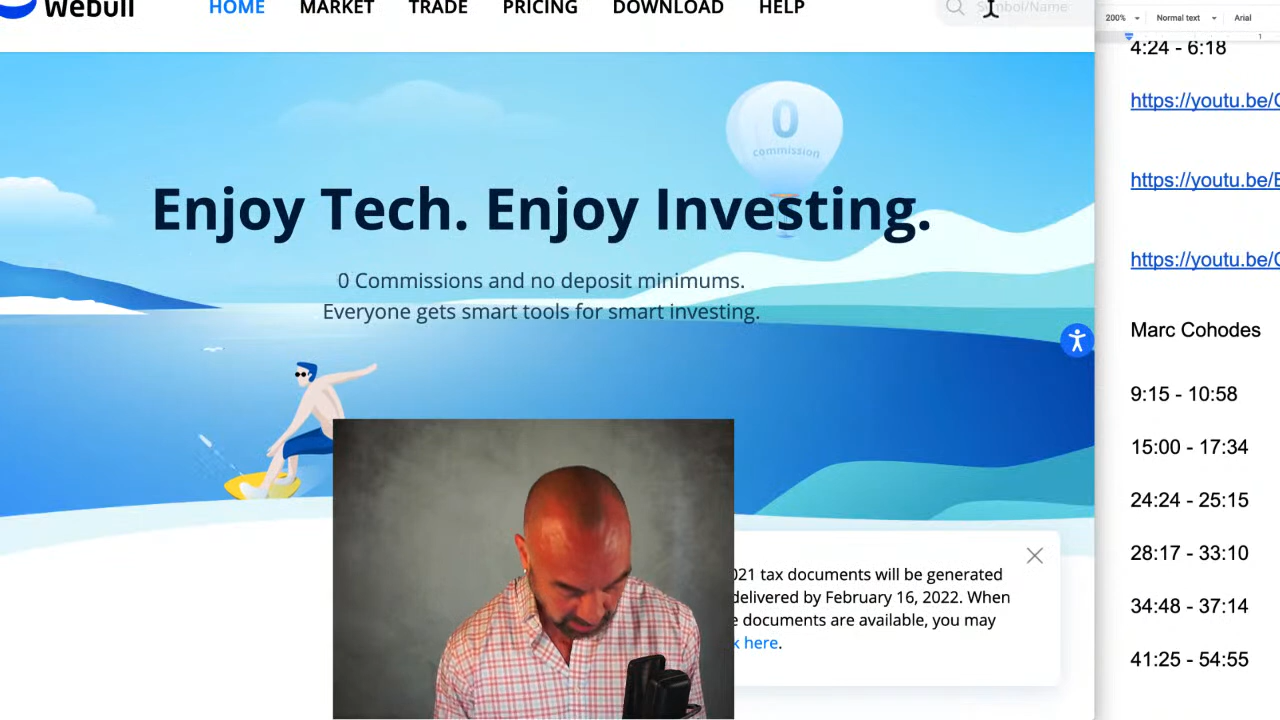 Webull
HOME MARKET TRADE PRICING DOWNLOAD HELP
Symbol/Name
0
commission
Enjoy Tech. Enjoy Investing.
0 Commissions and no deposit minimums.
Everyone gets smart tools for smart investing.
021 tax documents will be generated
delivered by February 16, 2022. When
documents are available, you may
here.
200% Normal text Arial
1
4:24 - 6:18
https://youtu.be/
https://youtu.be/
https://youtu.be/
Marc Cohodes
9:15 - 10:58
15:00 - 17:34
24:24 - 25:15
28:17 - 33:10
34:48 - 37:14
41:25 - 54:55